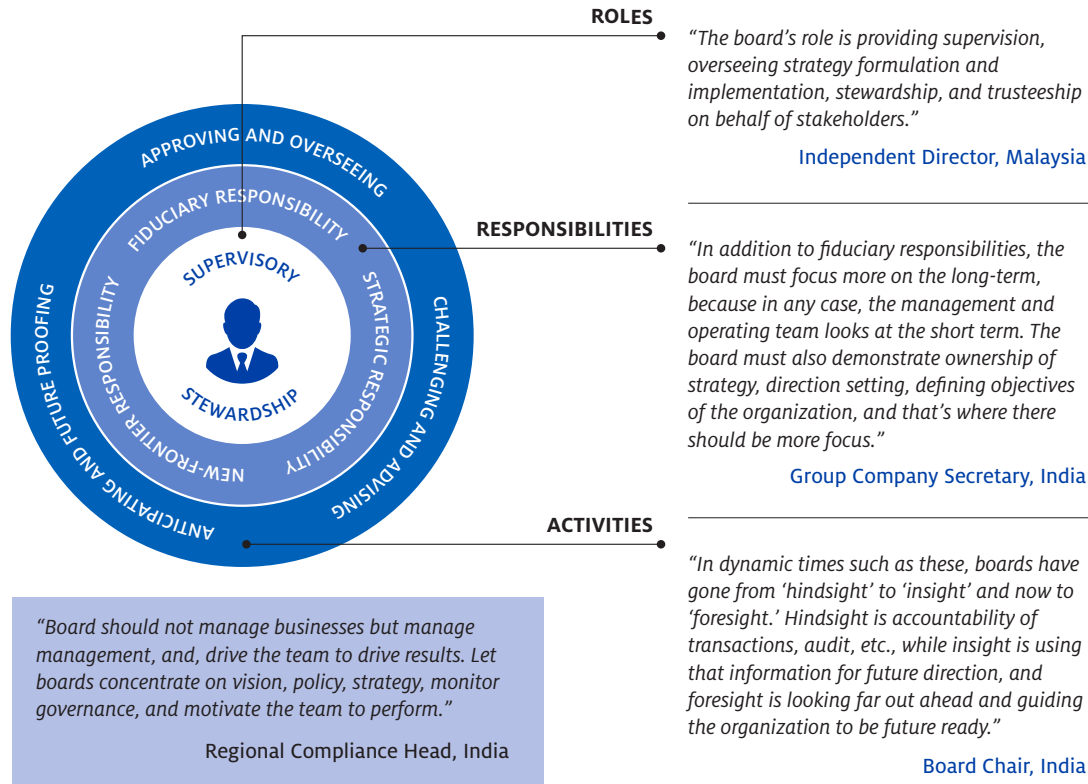 ROLES
“The board’s role is providing supervision,
overseeing strategy formulation and
implementation, stewardship, and trusteeship
on behalf of stakeholders.”
Independent Director, Malaysia
APPROVING AND OVERSEEING
CHALLENGING AND ADVISING
ANTICIPATING AND FUTURE PROOFING
FIDUCIARY RESPONSIBILITY
STRATEGIC RESPONSIBILITY
NEW-FRONTIER RESPONSIBILITY
SUPERVISORY
STEWARDSHIP
RESPONSIBILITIES
“In addition to fiduciary responsibilities, the
board must focus more on the long-term,
because in any case, the management and
operating team looks at the short term. The
board must also demonstrate ownership of
strategy, direction setting, defining objectives
of the organization, and that’s where there
should be more focus.”
Group Company Secretary, India
ACTIVITIES
“In dynamic times such as these, boards have
gone from ‘hindsight’ to ‘insight’ and now to
‘foresight.’ Hindsight is accountability of
transactions, audit, etc., while insight is using
that information for future direction, and
foresight is looking far out ahead and guiding
the organization to be future ready.”
Board Chair, India
“Board should not manage businesses but manage
management, and, drive the team to drive results. Let
boards concentrate on vision, policy, strategy, monitor
governance, and motivate the team to perform.”
Regional Compliance Head, India